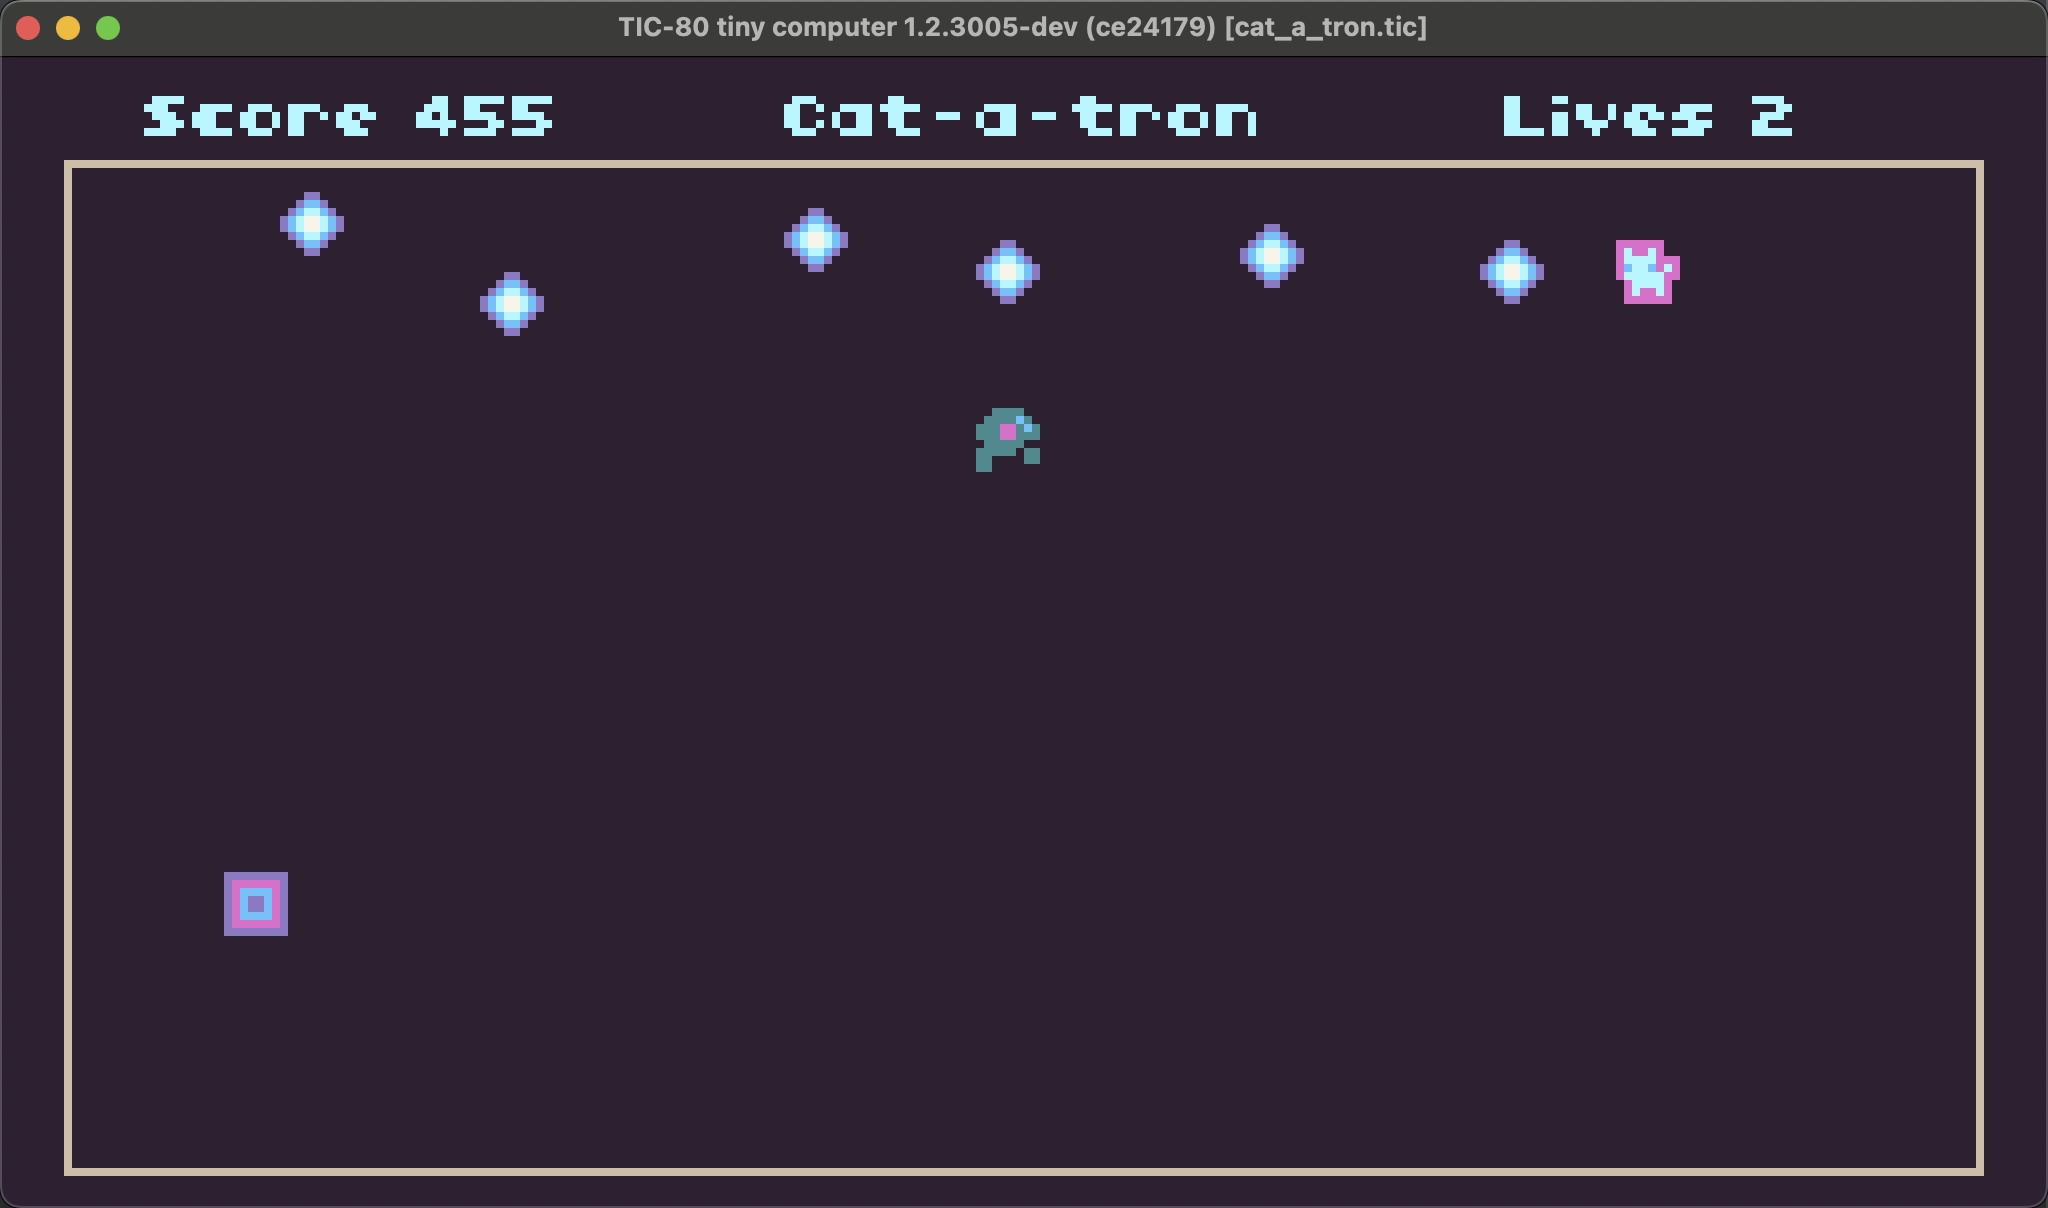 TIC-80 tiny computer 1.2.3005-dev (ce24179) [cat_a_tron.tic]
Score 455 Cat-a-tron Lives 2